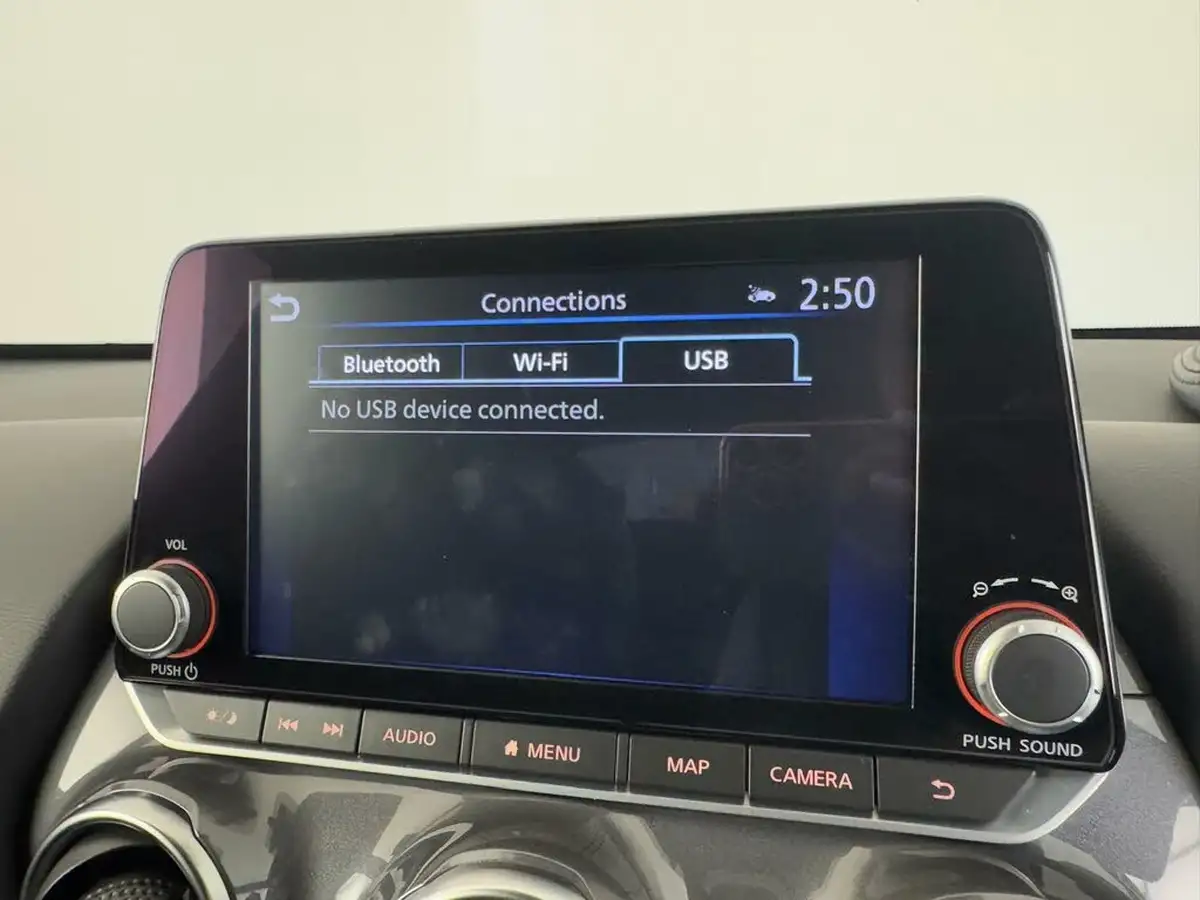 Connections 2:50
Bluetooth Wi-Fi USB
No USB device connected.
VOL
PUSH
PUSH SOUND
AUDIO MENU MAP CAMERA